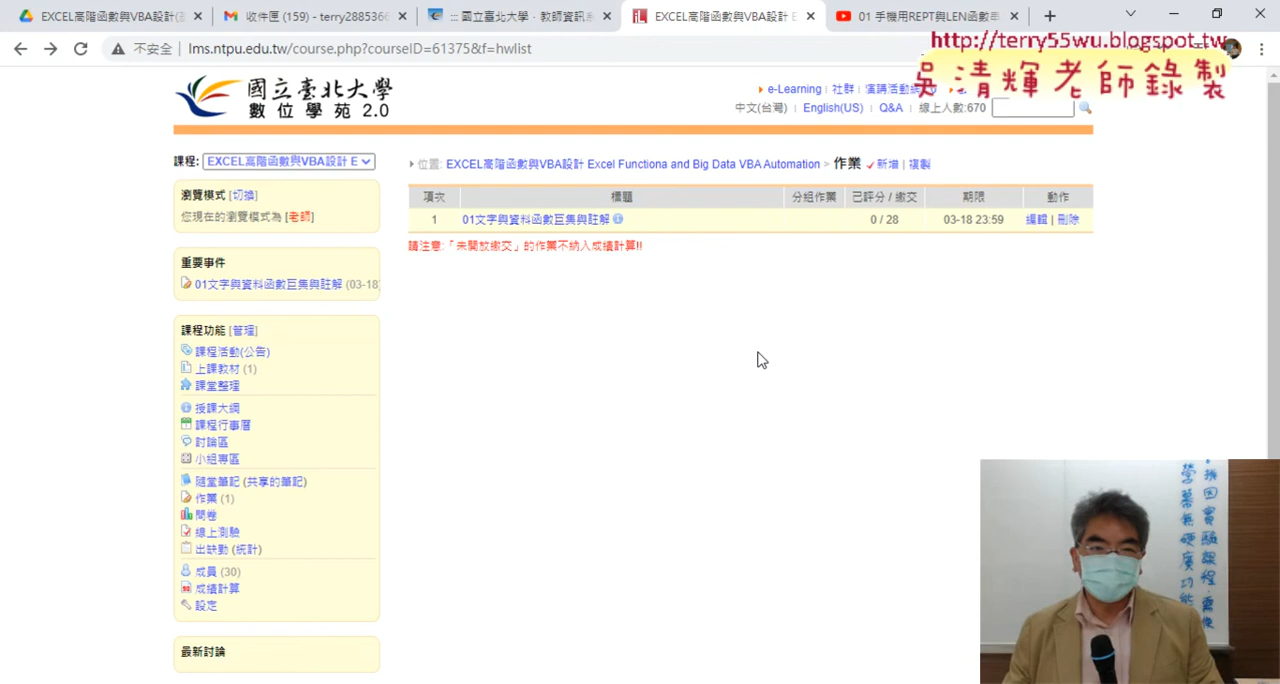 EXCEL高階函數與VBA設計(
收件匣 (159) - terry2885366
::: 國立臺北大學 - 教師資訊系
EXCEL高階函數與VBA設計 E
01 手機用REPT與LEN函數串
不安全
lms.ntpu.edu.tw/course.php?courseID=61375&f=hwlist
http://terry55wu.blogspot.tw
吳清輝老師錄製
國立臺北大學
數位學苑 2.0
e-Learning | 社群 | 演講活動
中文(台灣) | English(US) | Q&A | 線上人數:670
課程: EXCEL高階函數與VBA設計 E
位置: EXCEL高階函數與VBA設計 Excel Functiona and Big Data VBA Automation > 作業 新增 | 複製
瀏覽模式 [切換]
您現在的瀏覽模式為 [老師]
項次 標題 分組作業 已評分 / 繳交 期限 動作
1 01文字與資料函數巨集與註解 0 / 28 03-18 23:59 編輯 | 刪除
請注意:「未開放繳交」的作業不納入成績計算!!
重要事件
01文字與資料函數巨集與註解 (03-18
課程功能 [管理]
課程活動(公告)
上課教材 (1)
課堂整理
授課大綱
課程行事曆
討論區
小組專區
隨堂筆記 (共享的筆記)
作業 (1)
問卷
線上測驗
出缺勤 (統計)
成員 (30)
成績計算
設定
最新討論
因實驗課程,需使
螢幕無硬廣功能